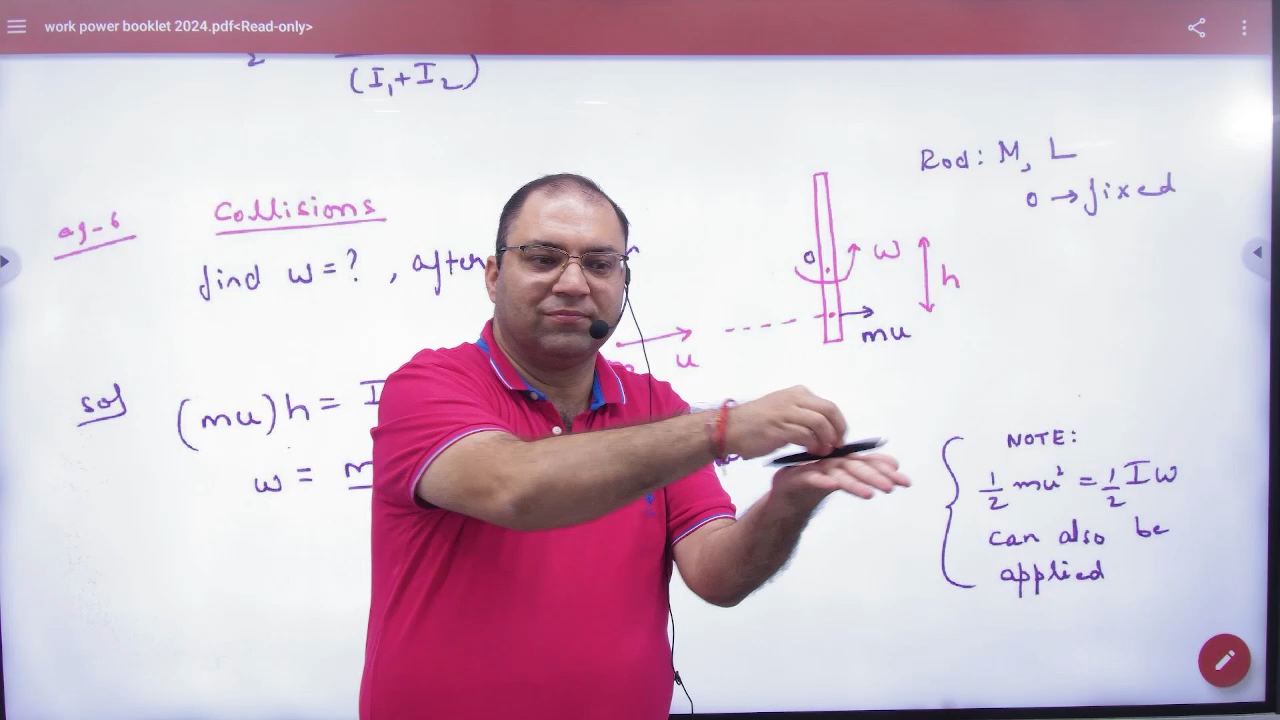 work power booklet 2024.pdf<Read-only>
2
(I₁+I₂)
Rod: M, L
o → fixed
eg-6
Collisions
find ω = ? , after
o
ω
h
u
mu
sol
(mu)h = I
ω = m
NOTE:
1/2 mu² = 1/2 I ω
can also be
applied